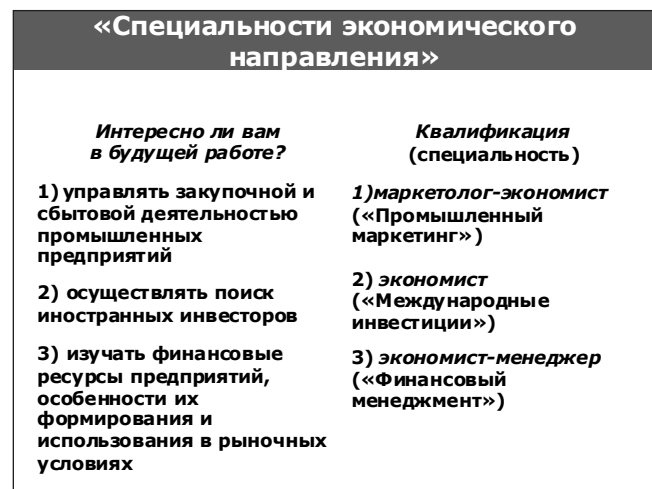 «Специальности экономического
направления»
Интересно ли вам
в будущей работе?
1) управлять закупочной и
сбытовой деятельностью
промышленных
предприятий
2) осуществлять поиск
иностранных инвесторов
3) изучать финансовые
ресурсы предприятий,
особенности их
формирования и
использования в рыночных
условиях
Квалификация
(специальность)
1)маркетолог-экономист
(«Промышленный
маркетинг»)
2) экономист
(«Международные
инвестиции»)
3) экономист-менеджер
(«Финансовый
менеджмент»)